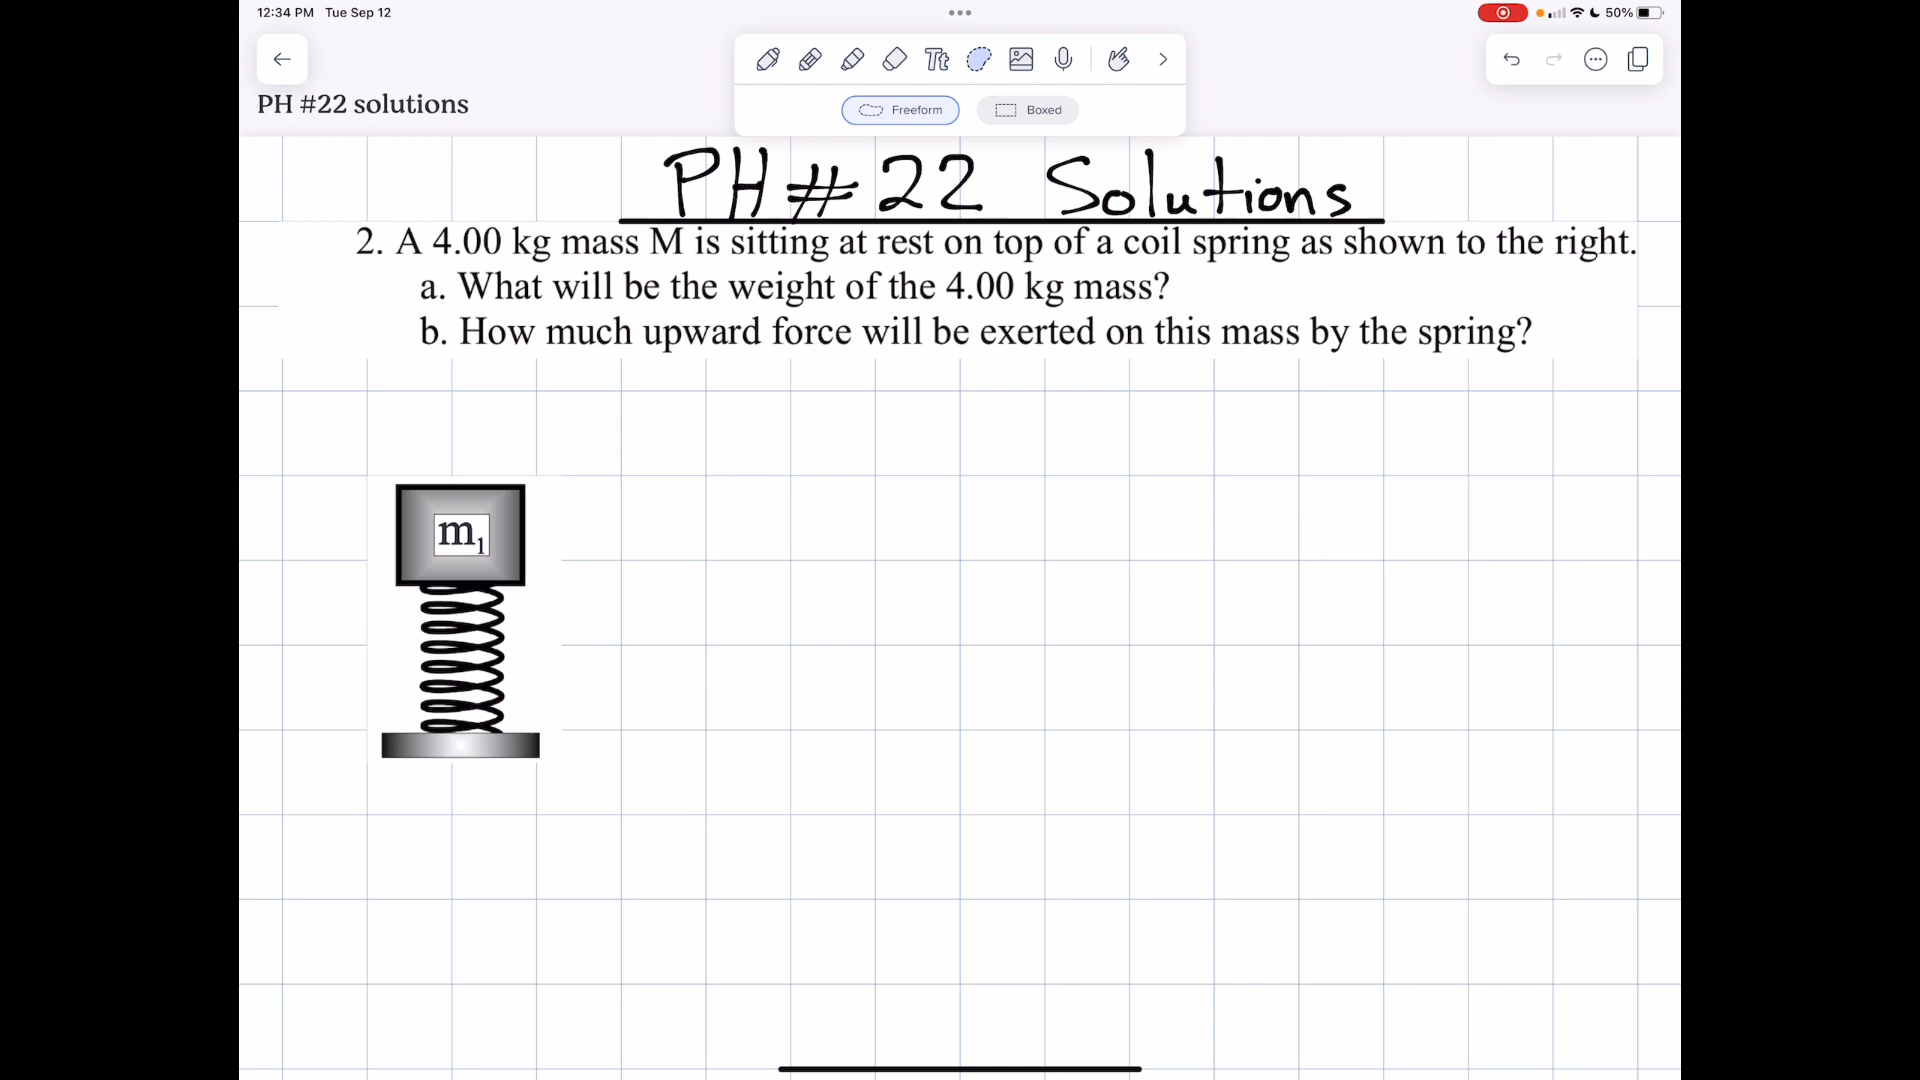 12:34 PM Tue Sep 12
50%
PH #22 solutions
Tt
Freeform
Boxed
PH # 22 Solutions
2. A 4.00 kg mass M is sitting at rest on top of a coil spring as shown to the right.
a. What will be the weight of the 4.00 kg mass?
b. How much upward force will be exerted on this mass by the spring?
m₁